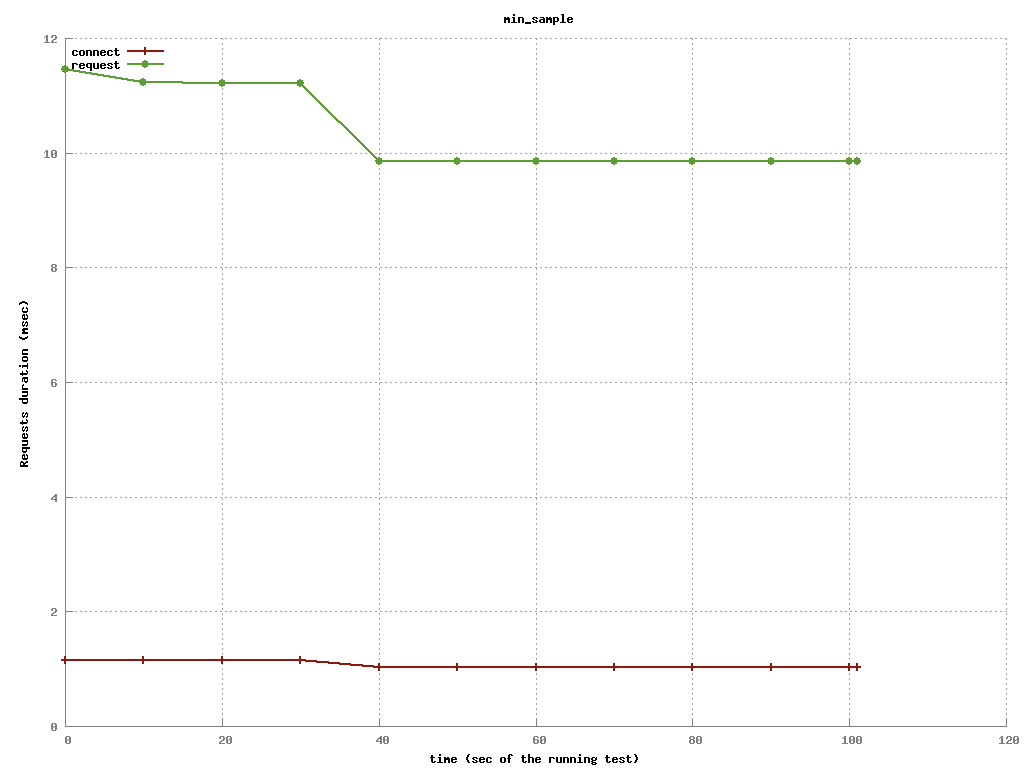 min_sample
12
connect
request
10
8
6
4
2
0
Requests duration (msec)
0 20 40 60 80 100 120
time (sec of the running test)